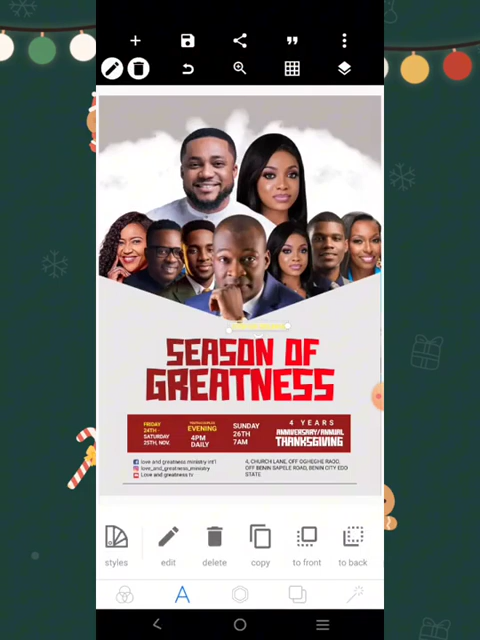 SEASON OF
GREATNESS
FRIDAY
24TH -
SATURDAY
25TH, NOV.
EVENING
4PM
DAILY
SUNDAY
26TH
7AM
4 YEARS
ANNIVERSARY/ANNUAL
THANKSGIVING
love and greatness ministry int'l
love_and_greatness_ministry
Love and greatness tv
4, CHURCH LANE, OFF OGHEGHE RAOD,
OFF BENIN SAPELE ROAD, BENIN CITY EDO
STATE
styles
edit
delete
copy
to front
to back